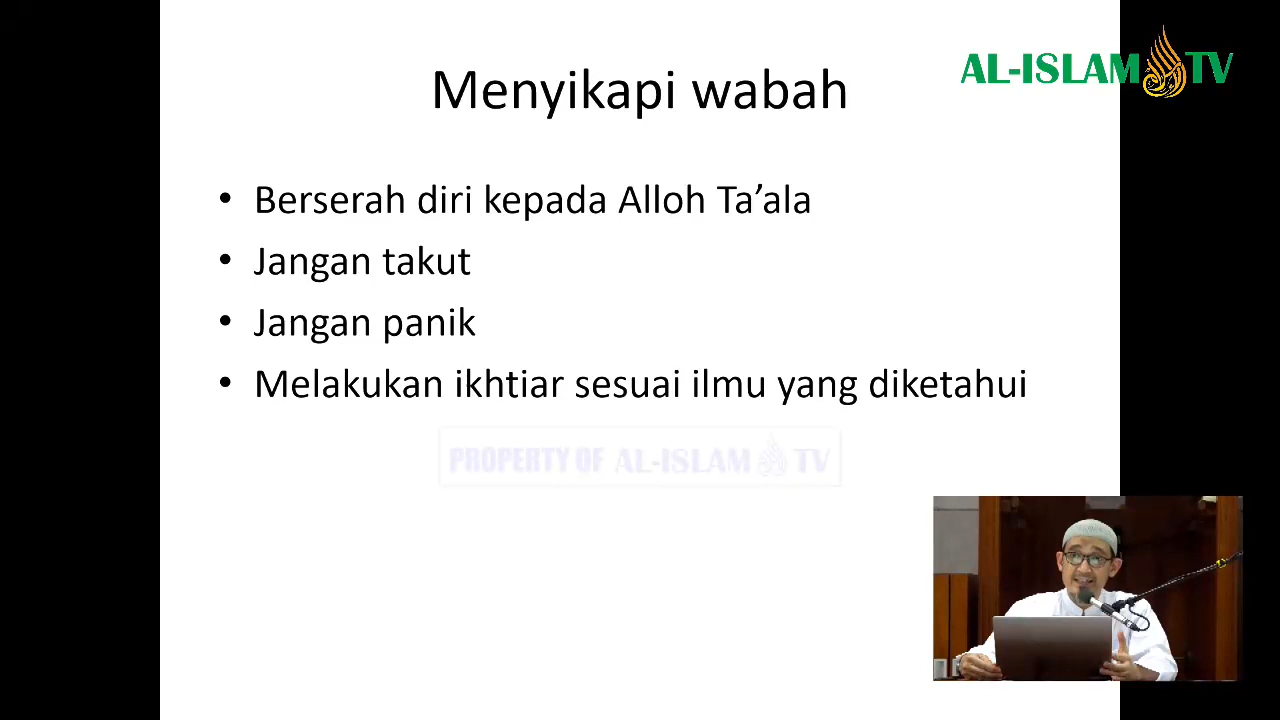 AL-ISLAM TV
Menyikapi wabah
• Berserah diri kepada Alloh Ta’ala
• Jangan takut
• Jangan panik
• Melakukan ikhtiar sesuai ilmu yang diketahui
PROPERTY OF AL-ISLAM TV